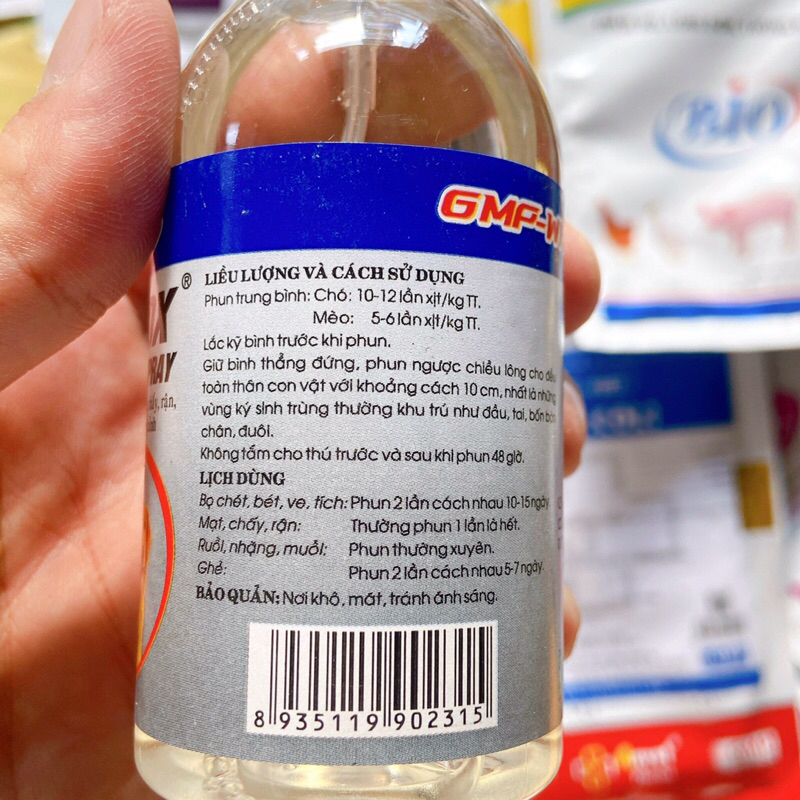 GMP-W
LIỀU LƯỢNG VÀ CÁCH SỬ DỤNG
Phun trung bình: Chó: 10-12 lần xịt/kg TT.
Mèo: 5-6 lần xịt/kg TT.
Lắc kỹ bình trước khi phun.
Giữ bình thẳng đứng, phun ngược chiều lông cho đều
toàn thân con vật với khoảng cách 10 cm, nhất là những
vùng ký sinh trùng thường khu trú như đầu, tai, bốn bàn
chân, đuôi.
Không tắm cho thú trước và sau khi phun 48 giờ.
LỊCH DÙNG
Bọ chét, bét, ve, tích: Phun 2 lần cách nhau 10-15 ngày
Mạt, chấy, rận: Thường phun 1 lần là hết.
Ruồi, nhặng, muỗi: Phun thường xuyên.
Ghẻ: Phun 2 lần cách nhau 5-7 ngày.
BẢO QUẢN: Nơi khô, mát, tránh ánh sáng.
8 935119 902315
X®
RAY
rận,
BIO